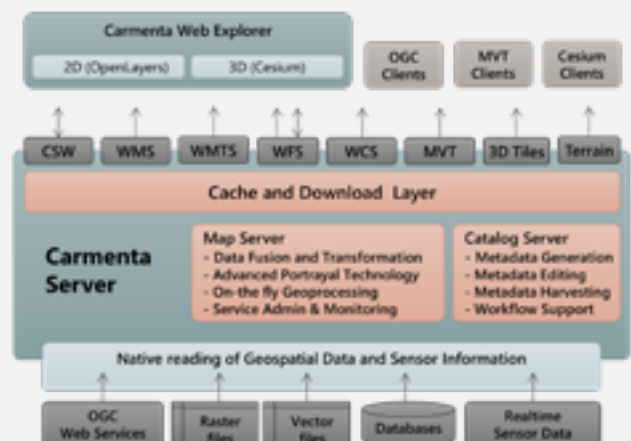 Carmenta Web Explorer
2D (OpenLayers)
3D (Cesium)
OGC
Clients
MVT
Clients
Cesium
Clients
CSW
WMS
WMTS
WFS
WCS
MVT
3D Tiles
Terrain
Cache and Download Layer
Carmenta
Server
Map Server
- Data Fusion and Transformation
- Advanced Portrayal Technology
- On-the fly Geoprocessing
- Service Admin & Monitoring
Catalog Server
- Metadata Generation
- Metadata Editing
- Metadata Harvesting
- Workflow Support
Native reading of Geospatial Data and Sensor Information
OGC
Web Services
Raster
files
Vector
files
Databases
Realtime
Sensor Data